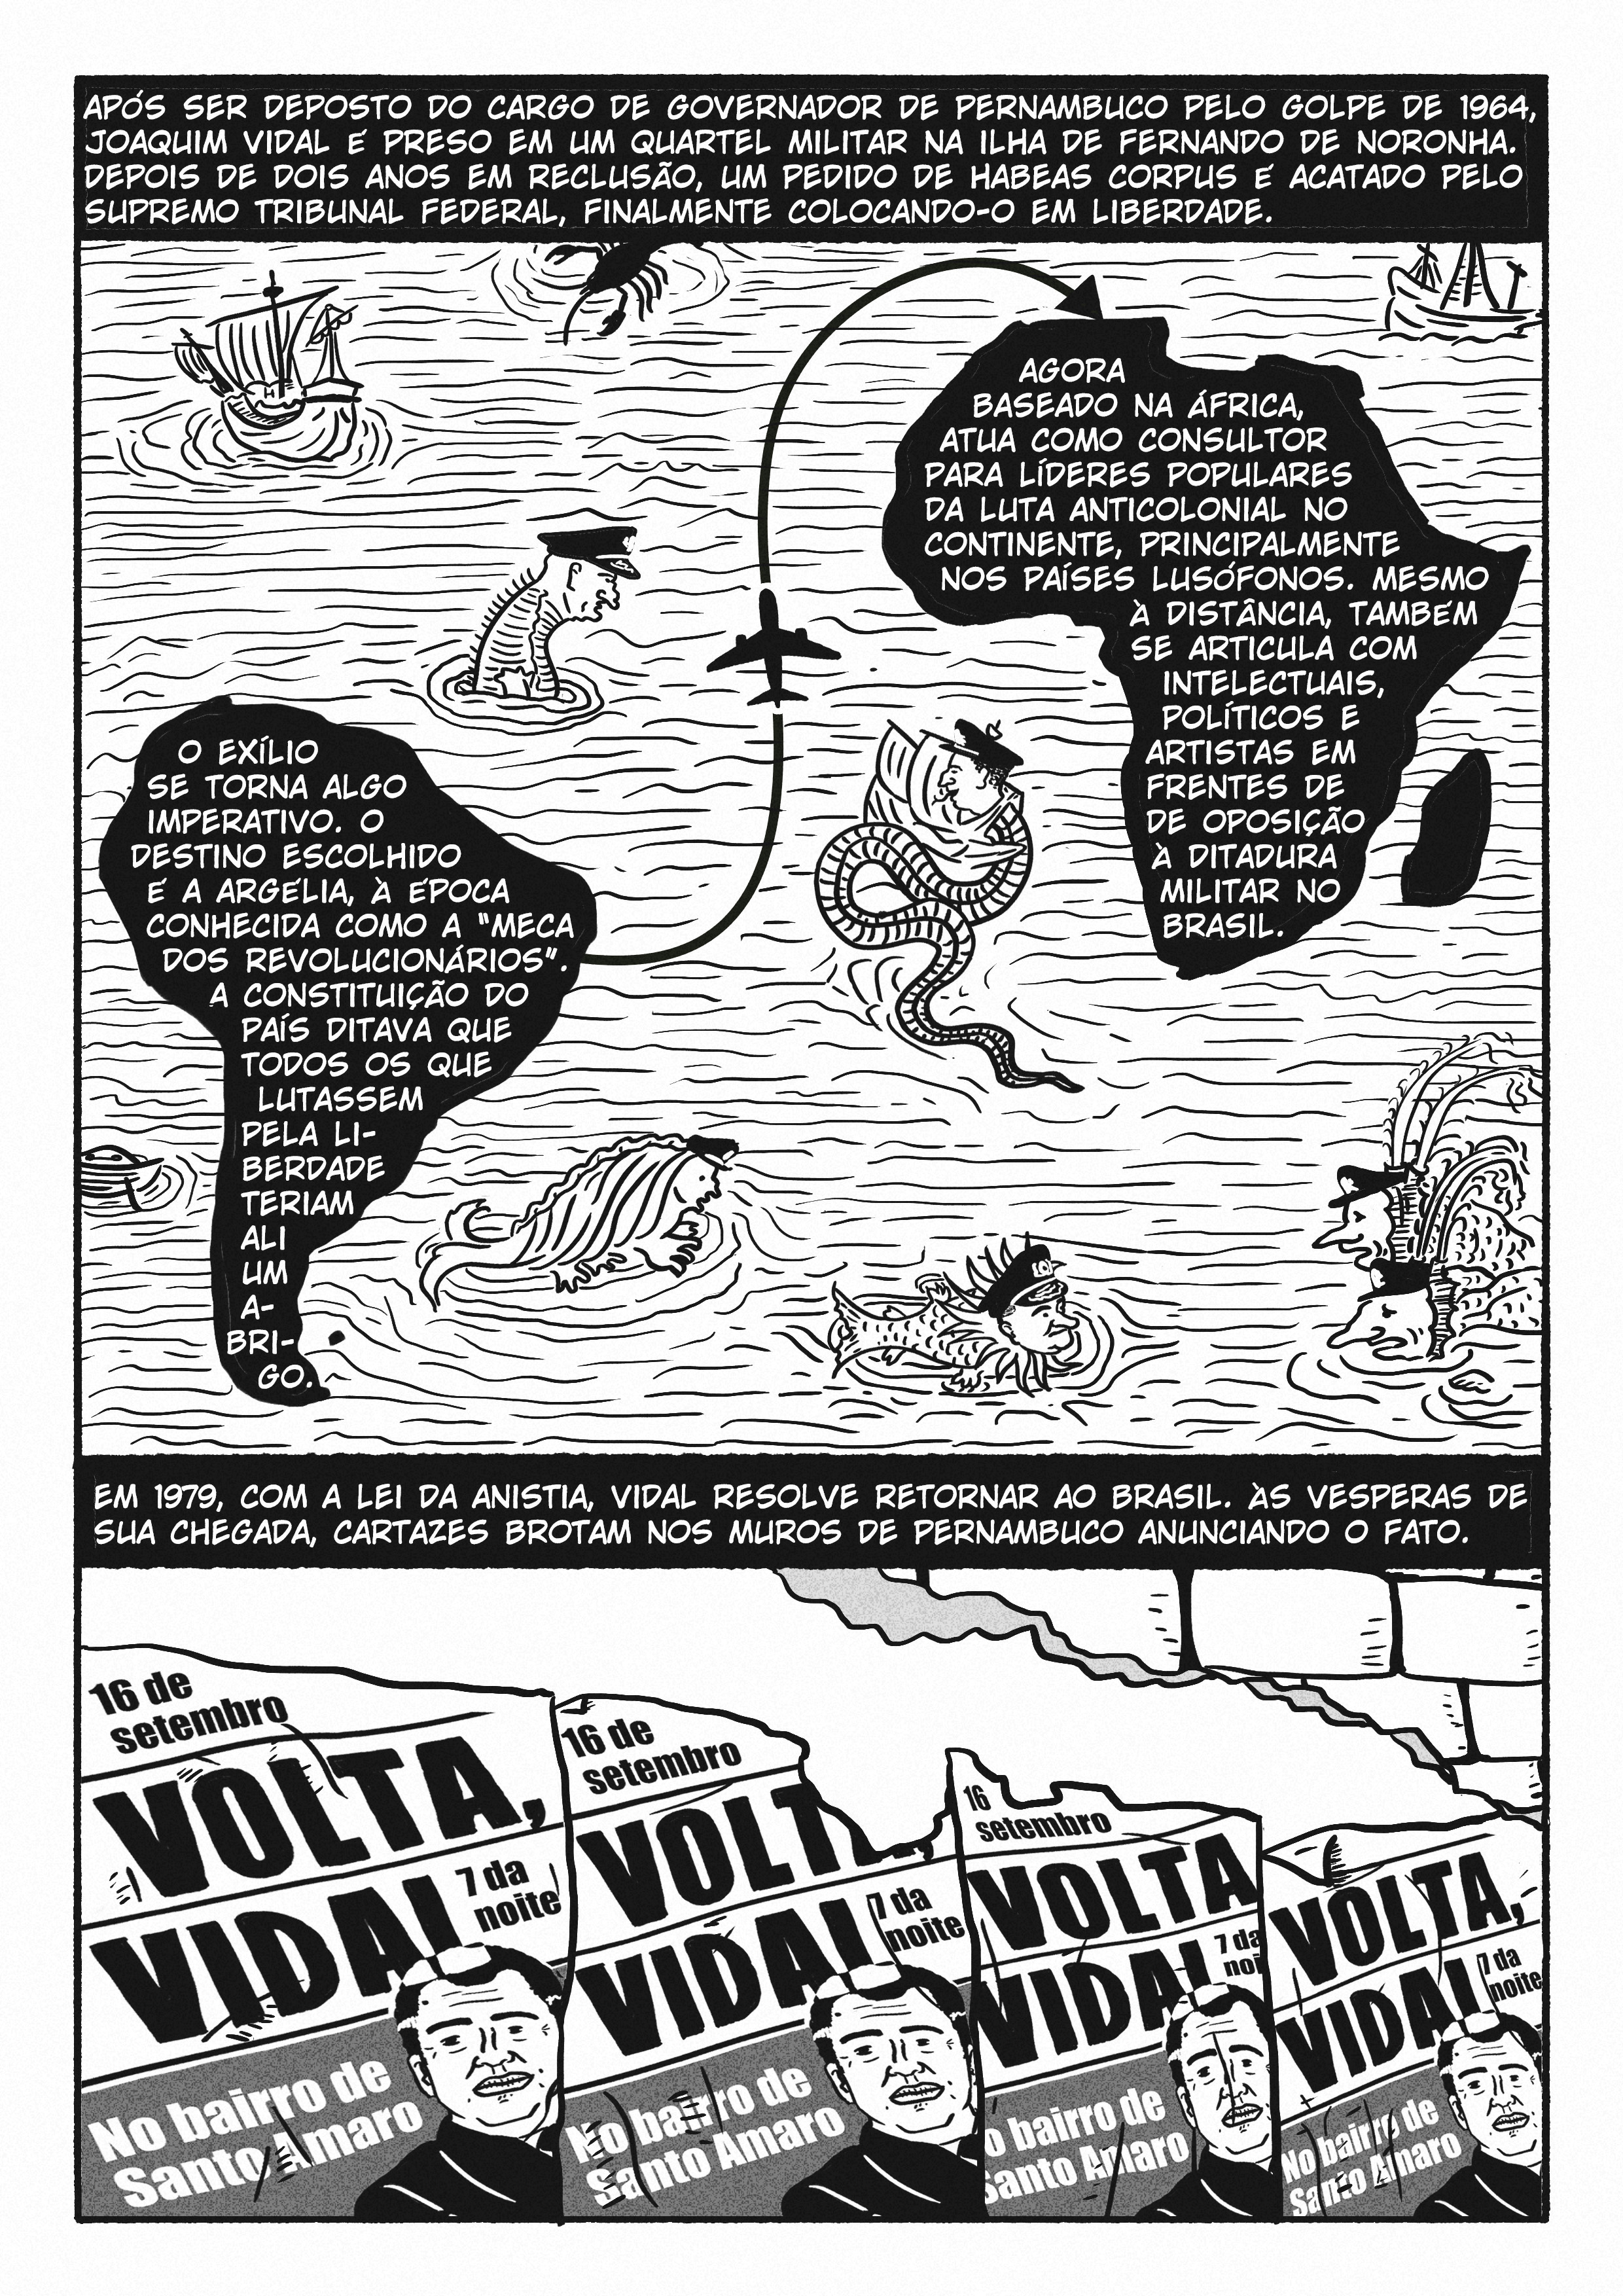 APÓS SER DEPOSTO DO CARGO DE GOVERNADOR DE PERNAMBUCO PELO GOLPE DE 1964,
JOAQUIM VIDAL É PRESO EM UM QUARTEL MILITAR NA ILHA DE FERNANDO DE NORONHA.
DEPOIS DE DOIS ANOS EM RECLUSÃO, UM PEDIDO DE HABEAS CORPUS É ACATADO PELO
SUPREMO TRIBUNAL FEDERAL, FINALMENTE COLOCANDO-O EM LIBERDADE.
O EXÍLIO
SE TORNA ALGO
IMPERATIVO. O
DESTINO ESCOLHIDO
É A ARGÉLIA, À ÉPOCA
CONHECIDA COMO A "MECA
DOS REVOLUCIONÁRIOS".
A CONSTITUIÇÃO DO
PAÍS DITAVA QUE
TODOS OS QUE
LUTASSEM
PELA LI-
BERDADE
TERIAM
ALI
UM
A-
BRI-
GO.
AGORA
BASEADO NA ÁFRICA,
ATUA COMO CONSULTOR
PARA LÍDERES POPULARES
DA LUTA ANTICOLONIAL NO
CONTINENTE, PRINCIPALMENTE
NOS PAÍSES LUSÓFONOS. MESMO
À DISTÂNCIA, TAMBÉM
SE ARTICULA COM
INTELECTUAIS,
POLÍTICOS E
ARTISTAS EM
FRENTES DE
DE OPOSIÇÃO
À DITADURA
MILITAR NO
BRASIL.
EM 1979, COM A LEI DA ANISTIA, VIDAL RESOLVE RETORNAR AO BRASIL. ÀS VESPERAS DE
SUA CHEGADA, CARTAZES BROTAM NOS MUROS DE PERNAMBUCO ANUNCIANDO O FATO.
16 de
setembro
VOLTA,
VIDAL
7 da
noite
No bairro de
Santo Amaro
16 de
setembro
VOLTA
VIDAL
7 da
noite
No bairro de
Santo Amaro
16
setembro
VOLTA
VIDAL
7 da
noi
o bairro de
Santo Amaro
VOLTA,
VIDAL
7 da
noite
No bairro de
Santo Amaro